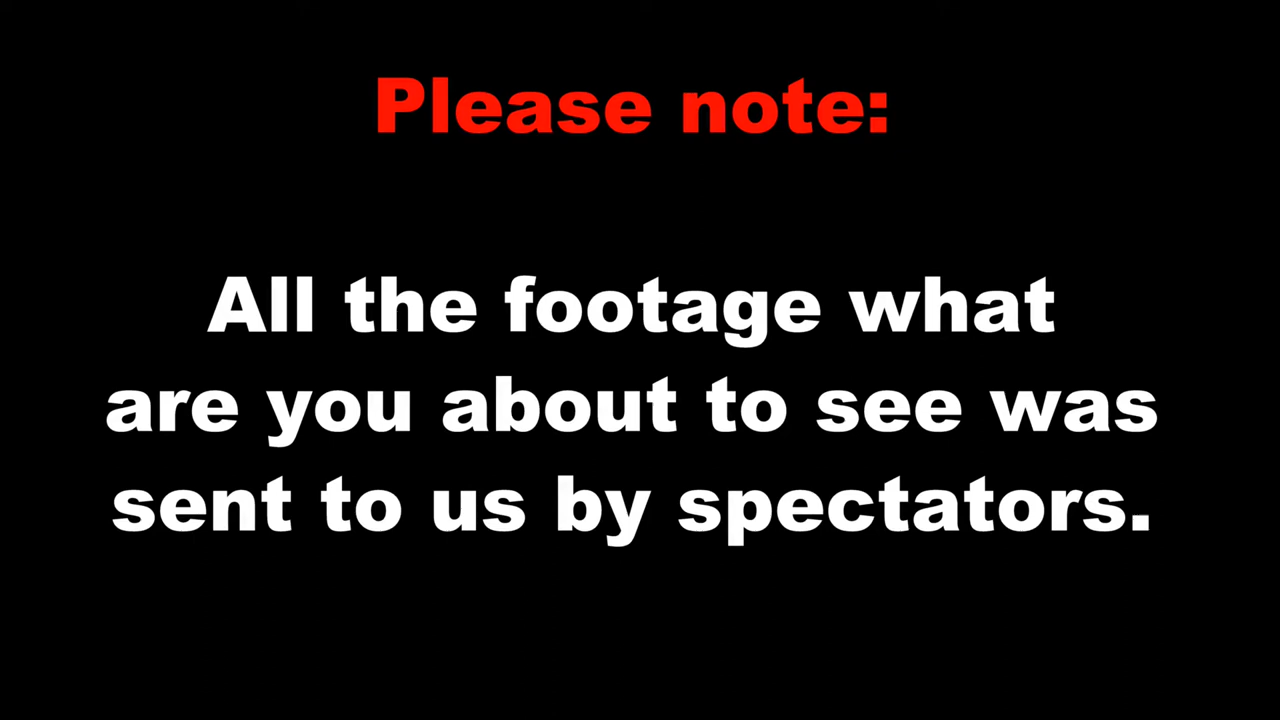 Please note:
All the footage what
are you about to see was
sent to us by spectators.